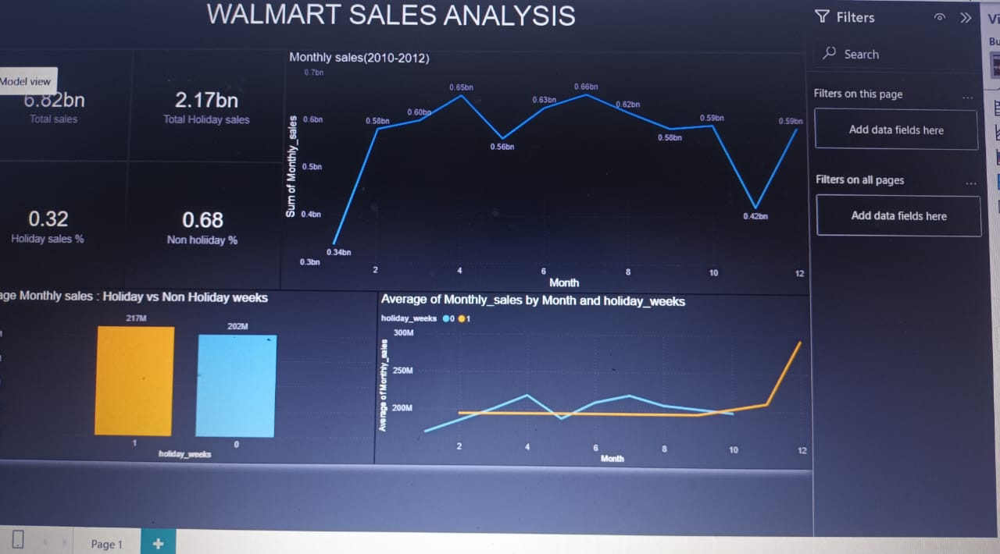 WALMART SALES ANALYSIS
Filters
Search
Filters on this page
...
Add data fields here
Filters on all pages
...
Add data fields here
Model view
6.82bn
Total sales
2.17bn
Total Holiday sales
0.32
Holiday sales %
0.68
Non holiiday %
Monthly sales(2010-2012)
Sum of Monthly_sales
0.7bn
0.6bn
0.5bn
0.4bn
0.3bn
0.34bn
0.58bn
0.60bn
0.65bn
0.56bn
0.63bn
0.66bn
0.62bn
0.58bn
0.59bn
0.42bn
0.59bn
2 4 6 8 10 12
Month
age Monthly sales : Holiday vs Non Holiday weeks
217M
202M
1 0
holiday_weeks
Average of Monthly_sales by Month and holiday_weeks
holiday_weeks 0 1
Average of Monthly_sales
300M
250M
200M
2 4 6 8 10 12
Month
Page 1
+